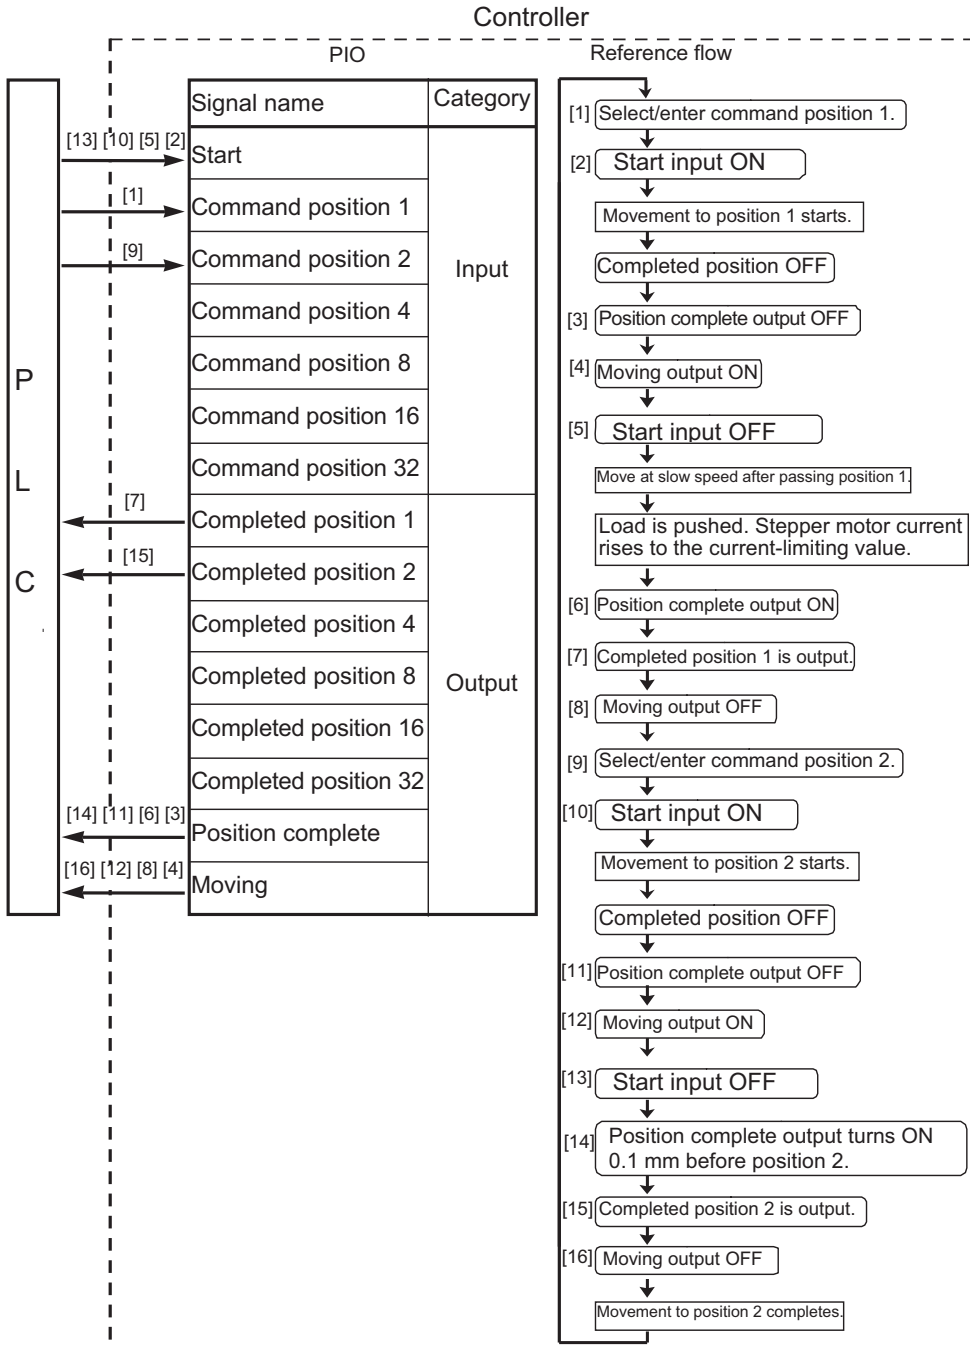 Controller
PIO
Reference flow
Signal name
Category
[13] [10] [5] [2]
Start
[1]
Command position 1
[9]
Command position 2
Command position 4
Command position 8
Command position 16
Command position 32
Input
P
L
C
[7]
Completed position 1
[15]
Completed position 2
Completed position 4
Completed position 8
Completed position 16
Completed position 32
Output
[14] [11] [6] [3]
Position complete
[16] [12] [8] [4]
Moving
[1] Select/enter command position 1.
[2] Start input ON
Movement to position 1 starts.
Completed position OFF
[3] Position complete output OFF
[4] Moving output ON
[5] Start input OFF
Move at slow speed after passing position 1.
Load is pushed. Stepper motor current
rises to the current-limiting value.
[6] Position complete output ON
[7] Completed position 1 is output.
[8] Moving output OFF
[9] Select/enter command position 2.
[10] Start input ON
Movement to position 2 starts.
Completed position OFF
[11] Position complete output OFF
[12] Moving output ON
[13] Start input OFF
[14] Position complete output turns ON
0.1 mm before position 2.
[15] Completed position 2 is output.
[16] Moving output OFF
Movement to position 2 completes.